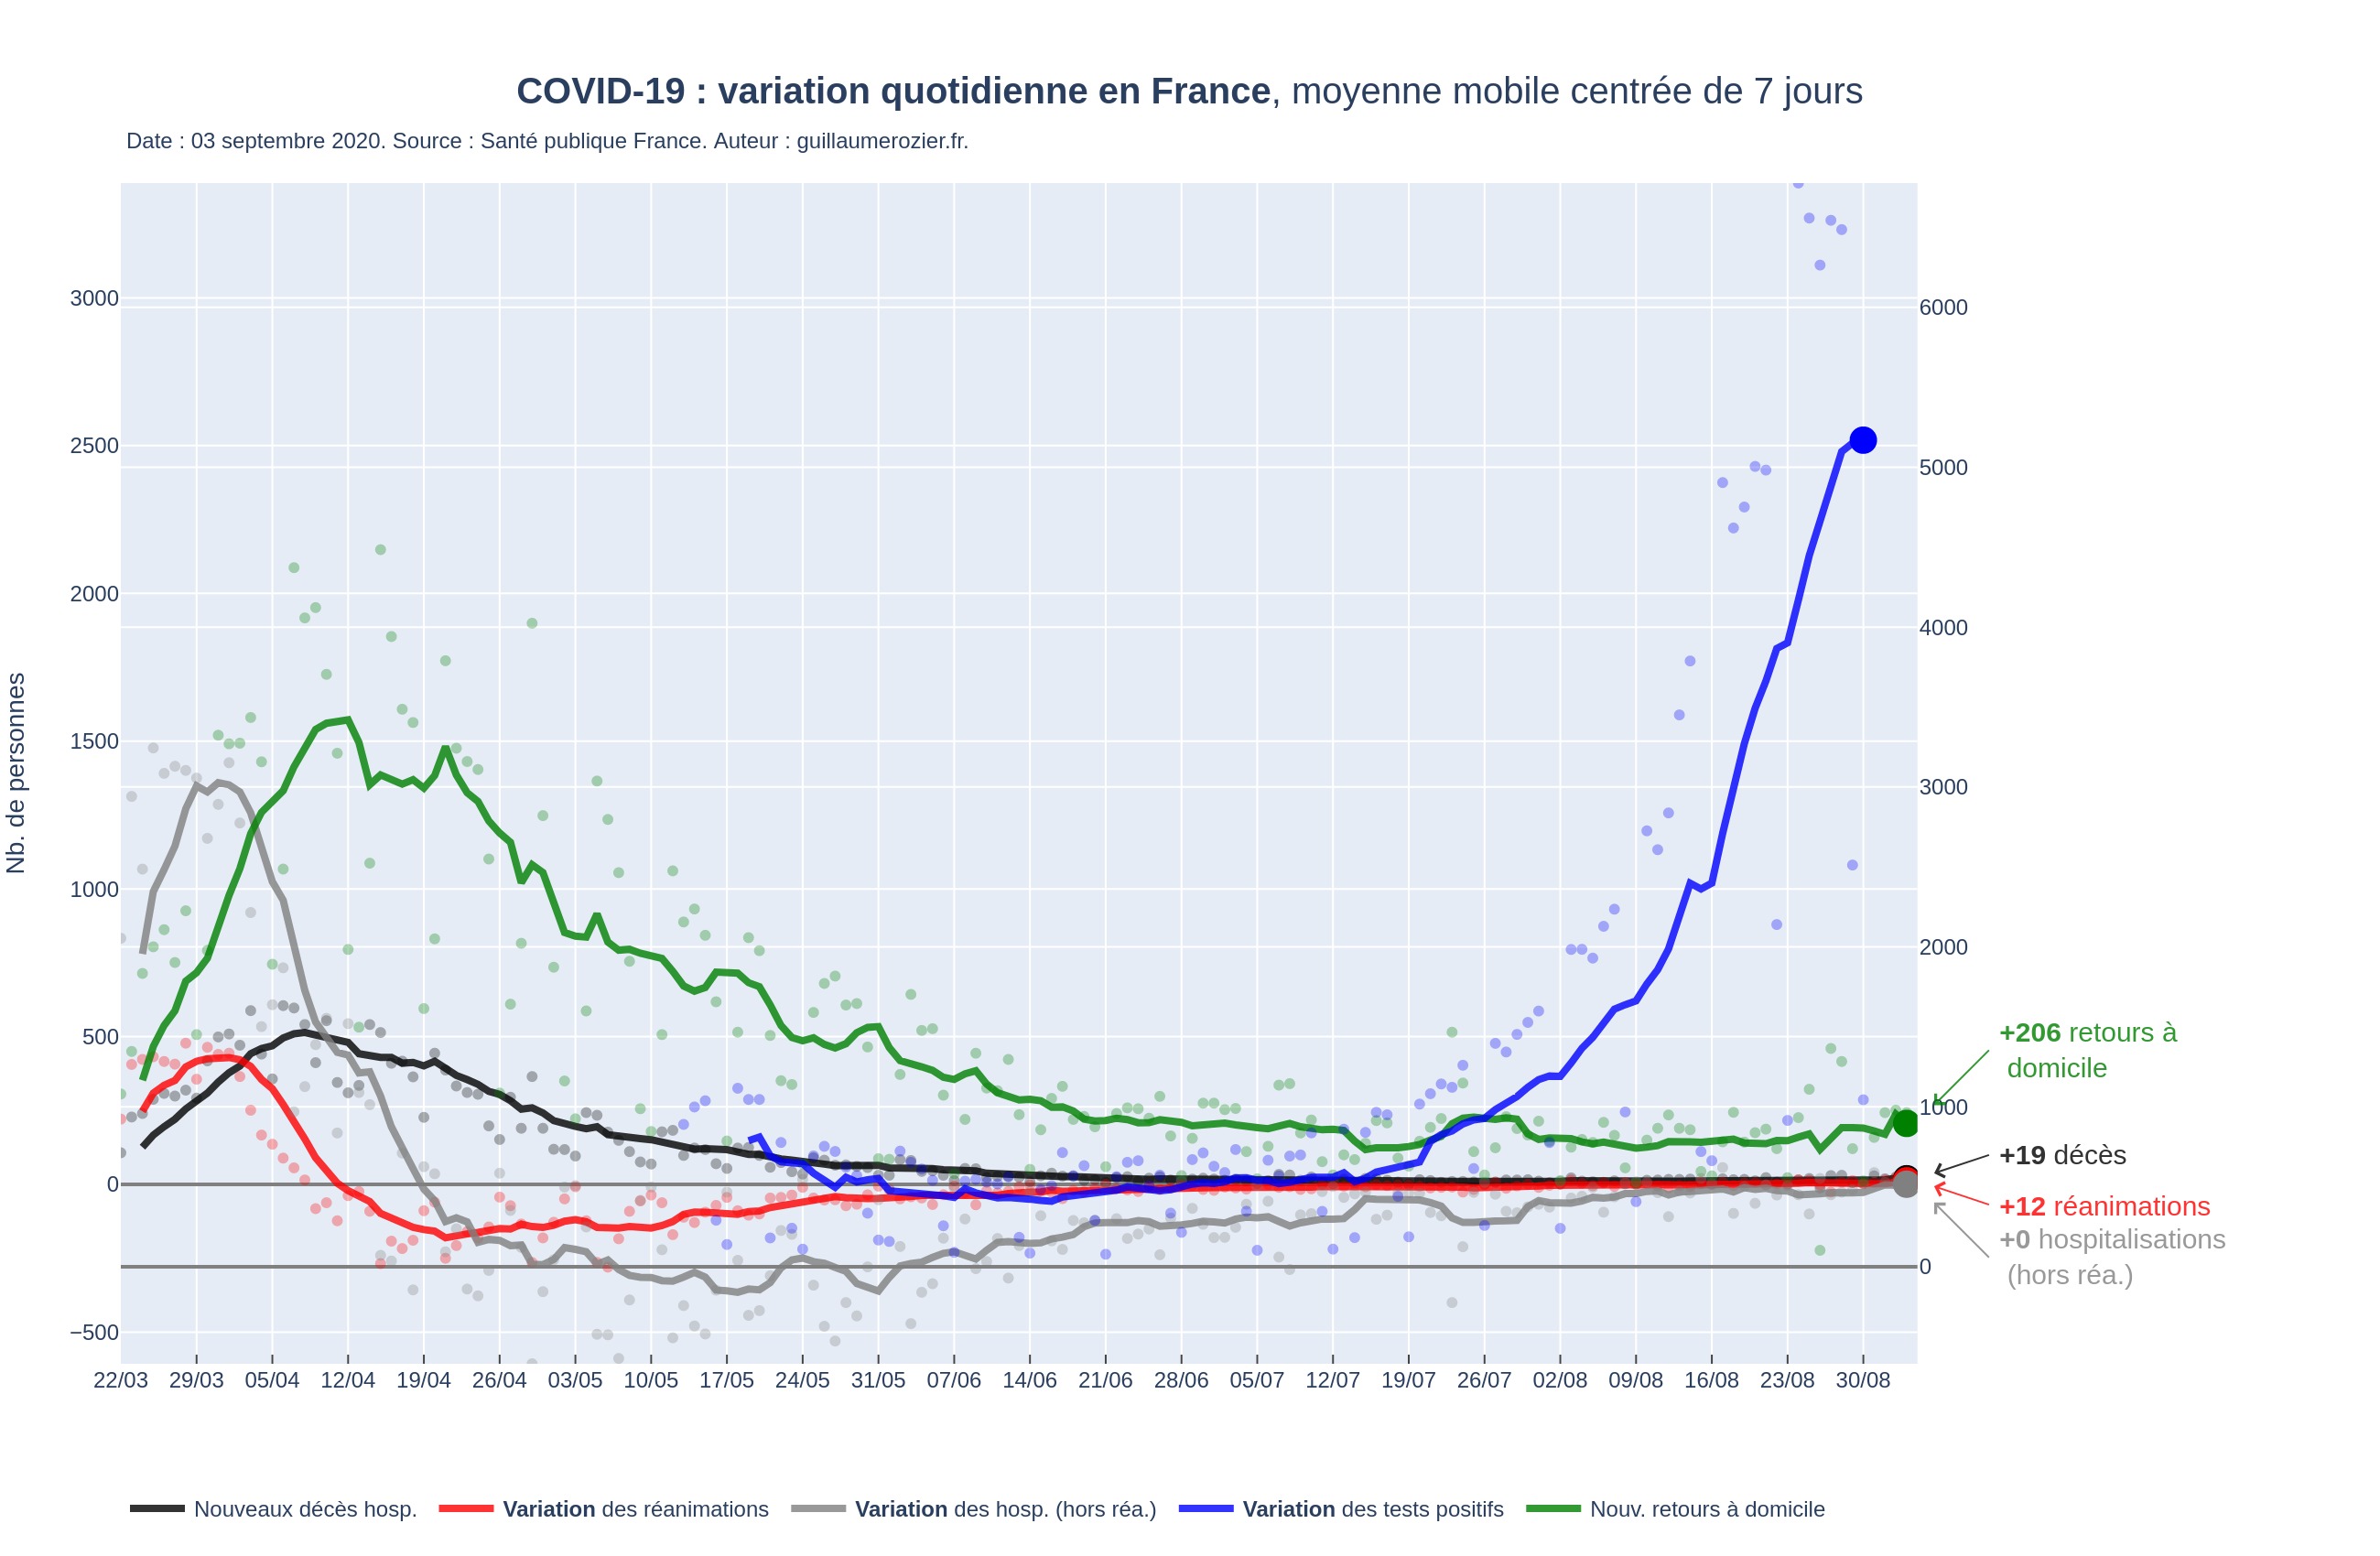 COVID-19 : variation quotidienne en France, moyenne mobile centrée de 7 jours
Date : 03 septembre 2020. Source : Santé publique France. Auteur : guillaumerozier.fr.
Nb. de personnes
3000
2500
2000
1500
1000
500
0
−500
6000
5000
4000
3000
2000
1000
0
+206 retours à
domicile
+19 décès
+12 réanimations
+0 hospitalisations
(hors réa.)
22/03 29/03 05/04 12/04 19/04 26/04 03/05 10/05 17/05 24/05 31/05 07/06 14/06 21/06 28/06 05/07 12/07 19/07 26/07 02/08 09/08 16/08 23/08 30/08
Nouveaux décès hosp. Variation des réanimations Variation des hosp. (hors réa.) Variation des tests positifs Nouv. retours à domicile